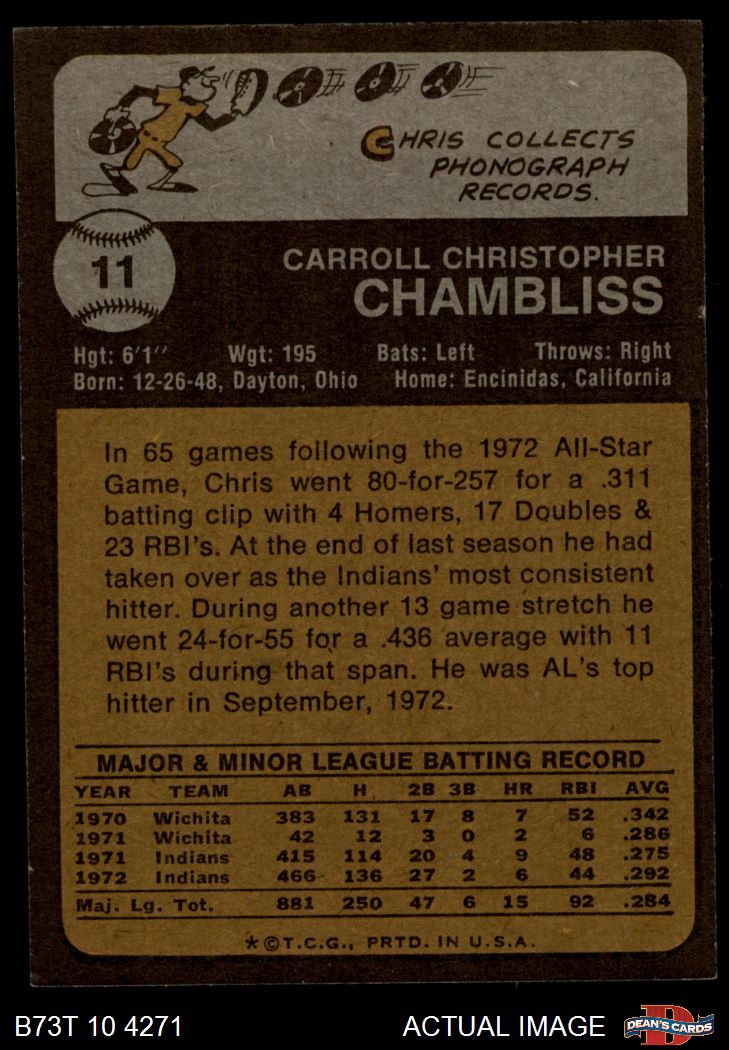 CHRIS COLLECTS
PHONOGRAPH
RECORDS.
11
CARROLL CHRISTOPHER
CHAMBLISS
Hgt: 6'1" Wgt: 195 Bats: Left Throws: Right
Born: 12-26-48, Dayton, Ohio Home: Encinidas, California
In 65 games following the 1972 All-Star
Game, Chris went 80-for-257 for a .311
batting clip with 4 Homers, 17 Doubles &
23 RBI's. At the end of last season he had
taken over as the Indians' most consistent
hitter. During another 13 game stretch he
went 24-for-55 for a .436 average with 11
RBI's during that span. He was AL's top
hitter in September, 1972.
MAJOR & MINOR LEAGUE BATTING RECORD
YEAR TEAM AB H 2B 3B HR RBI AVG
1970 Wichita 383 131 17 8 7 52 .342
1971 Wichita 42 12 3 0 2 6 .286
1971 Indians 415 114 20 4 9 48 .275
1972 Indians 466 136 27 2 6 44 .292
Maj. Lg. Tot. 881 250 47 6 15 92 .284
*©T.C.G., PRTD. IN U.S.A.
B73T 10 4271 ACTUAL IMAGE D DEAN'S CARDS